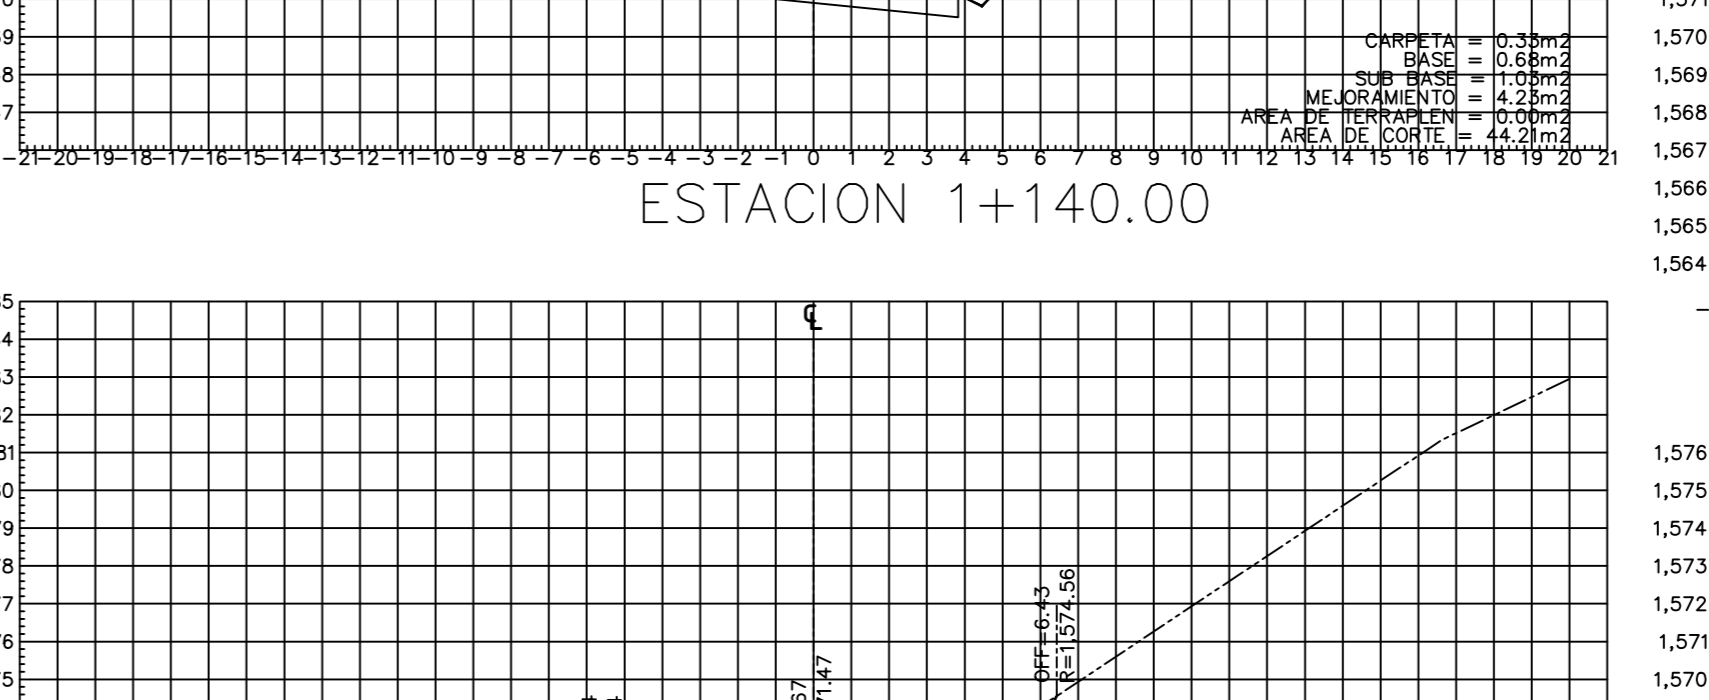 1,571
1,570
1,569
1,568
1,567
1,566
1,565
1,564
CARPETA = 0.33m2
BASE = 0.68m2
SUB BASE = 1.03m2
MEJORAMIENTO = 4.23m2
AREA DE TERRAPLEN = 0.00m2
AREA DE CORTE = 44.21m2
-21 -20 -19 -18 -17 -16 -15 -14 -13 -12 -11 -10 -9 -8 -7 -6 -5 -4 -3 -2 -1 0 1 2 3 4 5 6 7 8 9 10 11 12 13 14 15 16 17 18 19 20 21
ESTACION 1+140.00
OFF=6.43
R=1,574.56
1,576
1,575
1,574
1,573
1,572
1,571
1,570